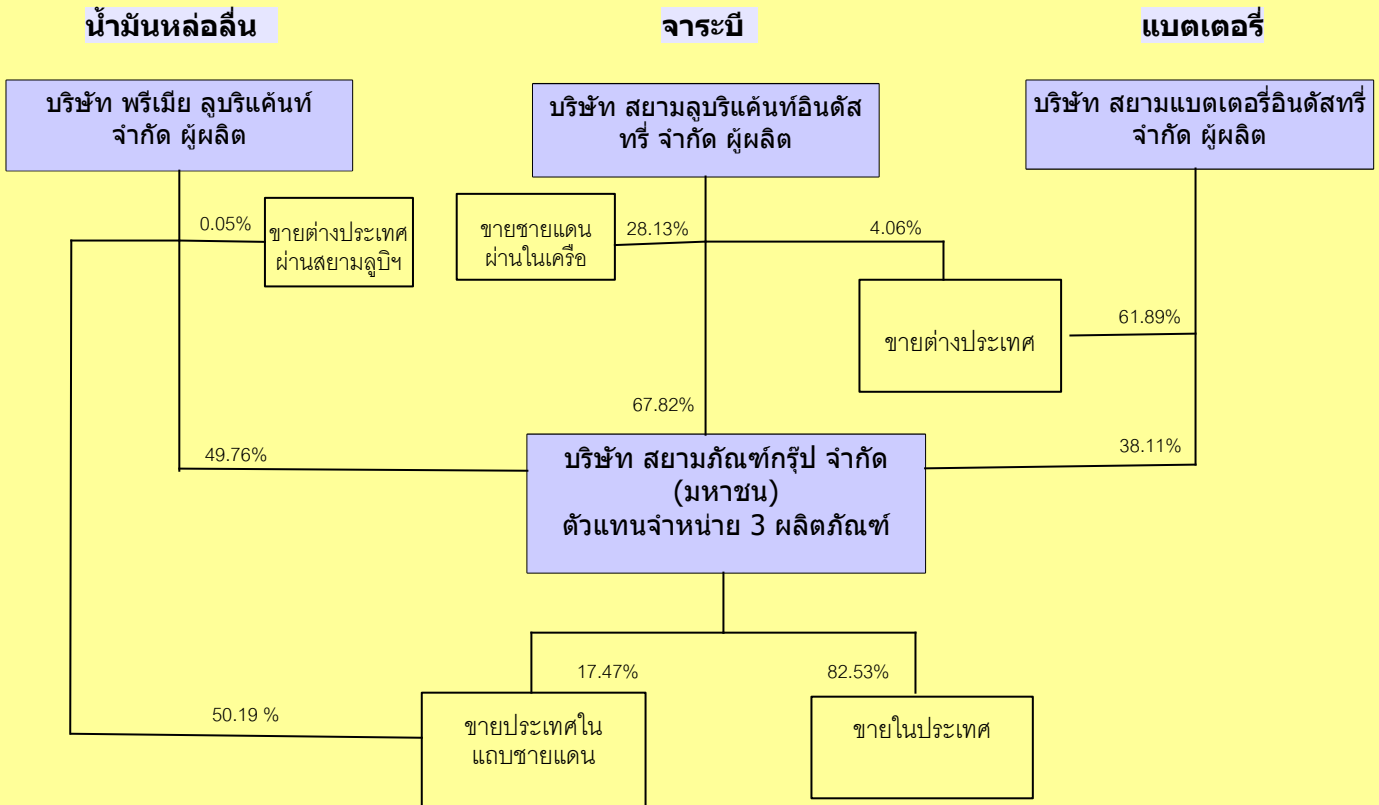 น้ำมันหล่อลื่น
จาระบี
แบตเตอรี่
บริษัท พรีเมีย ลูบริแค้นท์
จำกัด ผู้ผลิต
บริษัท สยามลูบริแค้นท์อินดัส
ทรี่ จำกัด ผู้ผลิต
บริษัท สยามแบตเตอรี่อินดัสทรี่
จำกัด ผู้ผลิต
0.05%
ขายต่างประเทศ
ผ่านสยามลูบิฯ
ขายชายแดน
ผ่านในเครือ
28.13%
4.06%
ขายต่างประเทศ
61.89%
67.82%
49.76%
38.11%
บริษัท สยามภัณฑ์กรุ๊ป จำกัด
(มหาชน)
ตัวแทนจำหน่าย 3 ผลิตภัณฑ์
17.47%
82.53%
50.19 %
ขายประเทศใน
แถบชายแดน
ขายในประเทศ